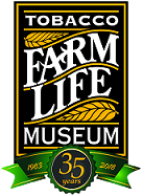 TOBACCO
FARM
LIFE
MUSEUM
1983 35 2018
years